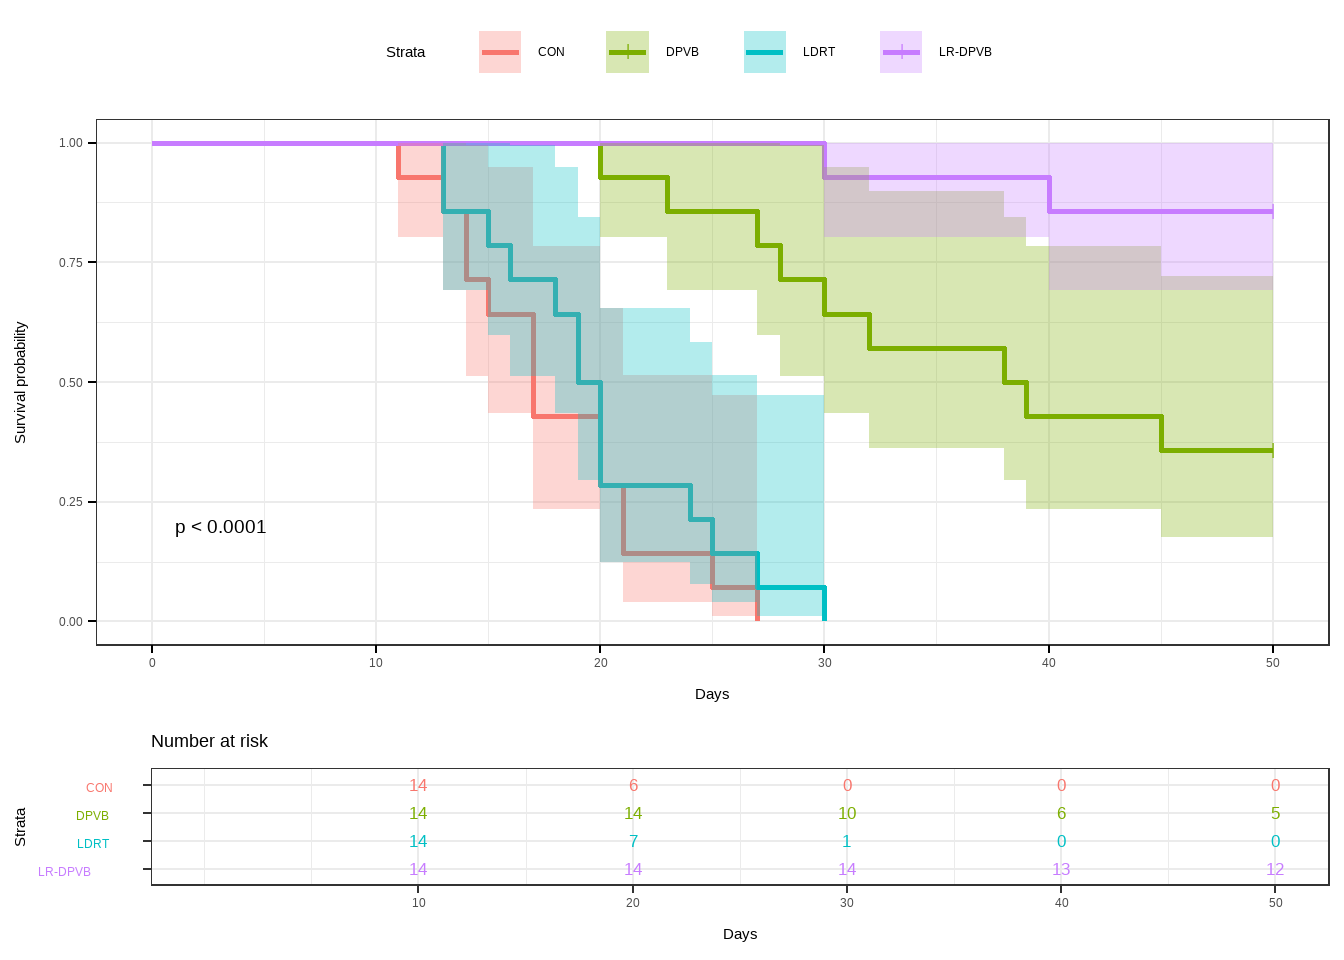 Strata CON DPVB LDRT LR-DPVB
1.00
0.75
0.50
0.25
0.00
Survival probability
p < 0.0001
0 10 20 30 40 50
Days
Number at risk
Strata
CON 14 6 0 0 0
DPVB 14 14 10 6 5
LDRT 14 7 1 0 0
LR-DPVB 14 14 14 13 12
10 20 30 40 50
Days